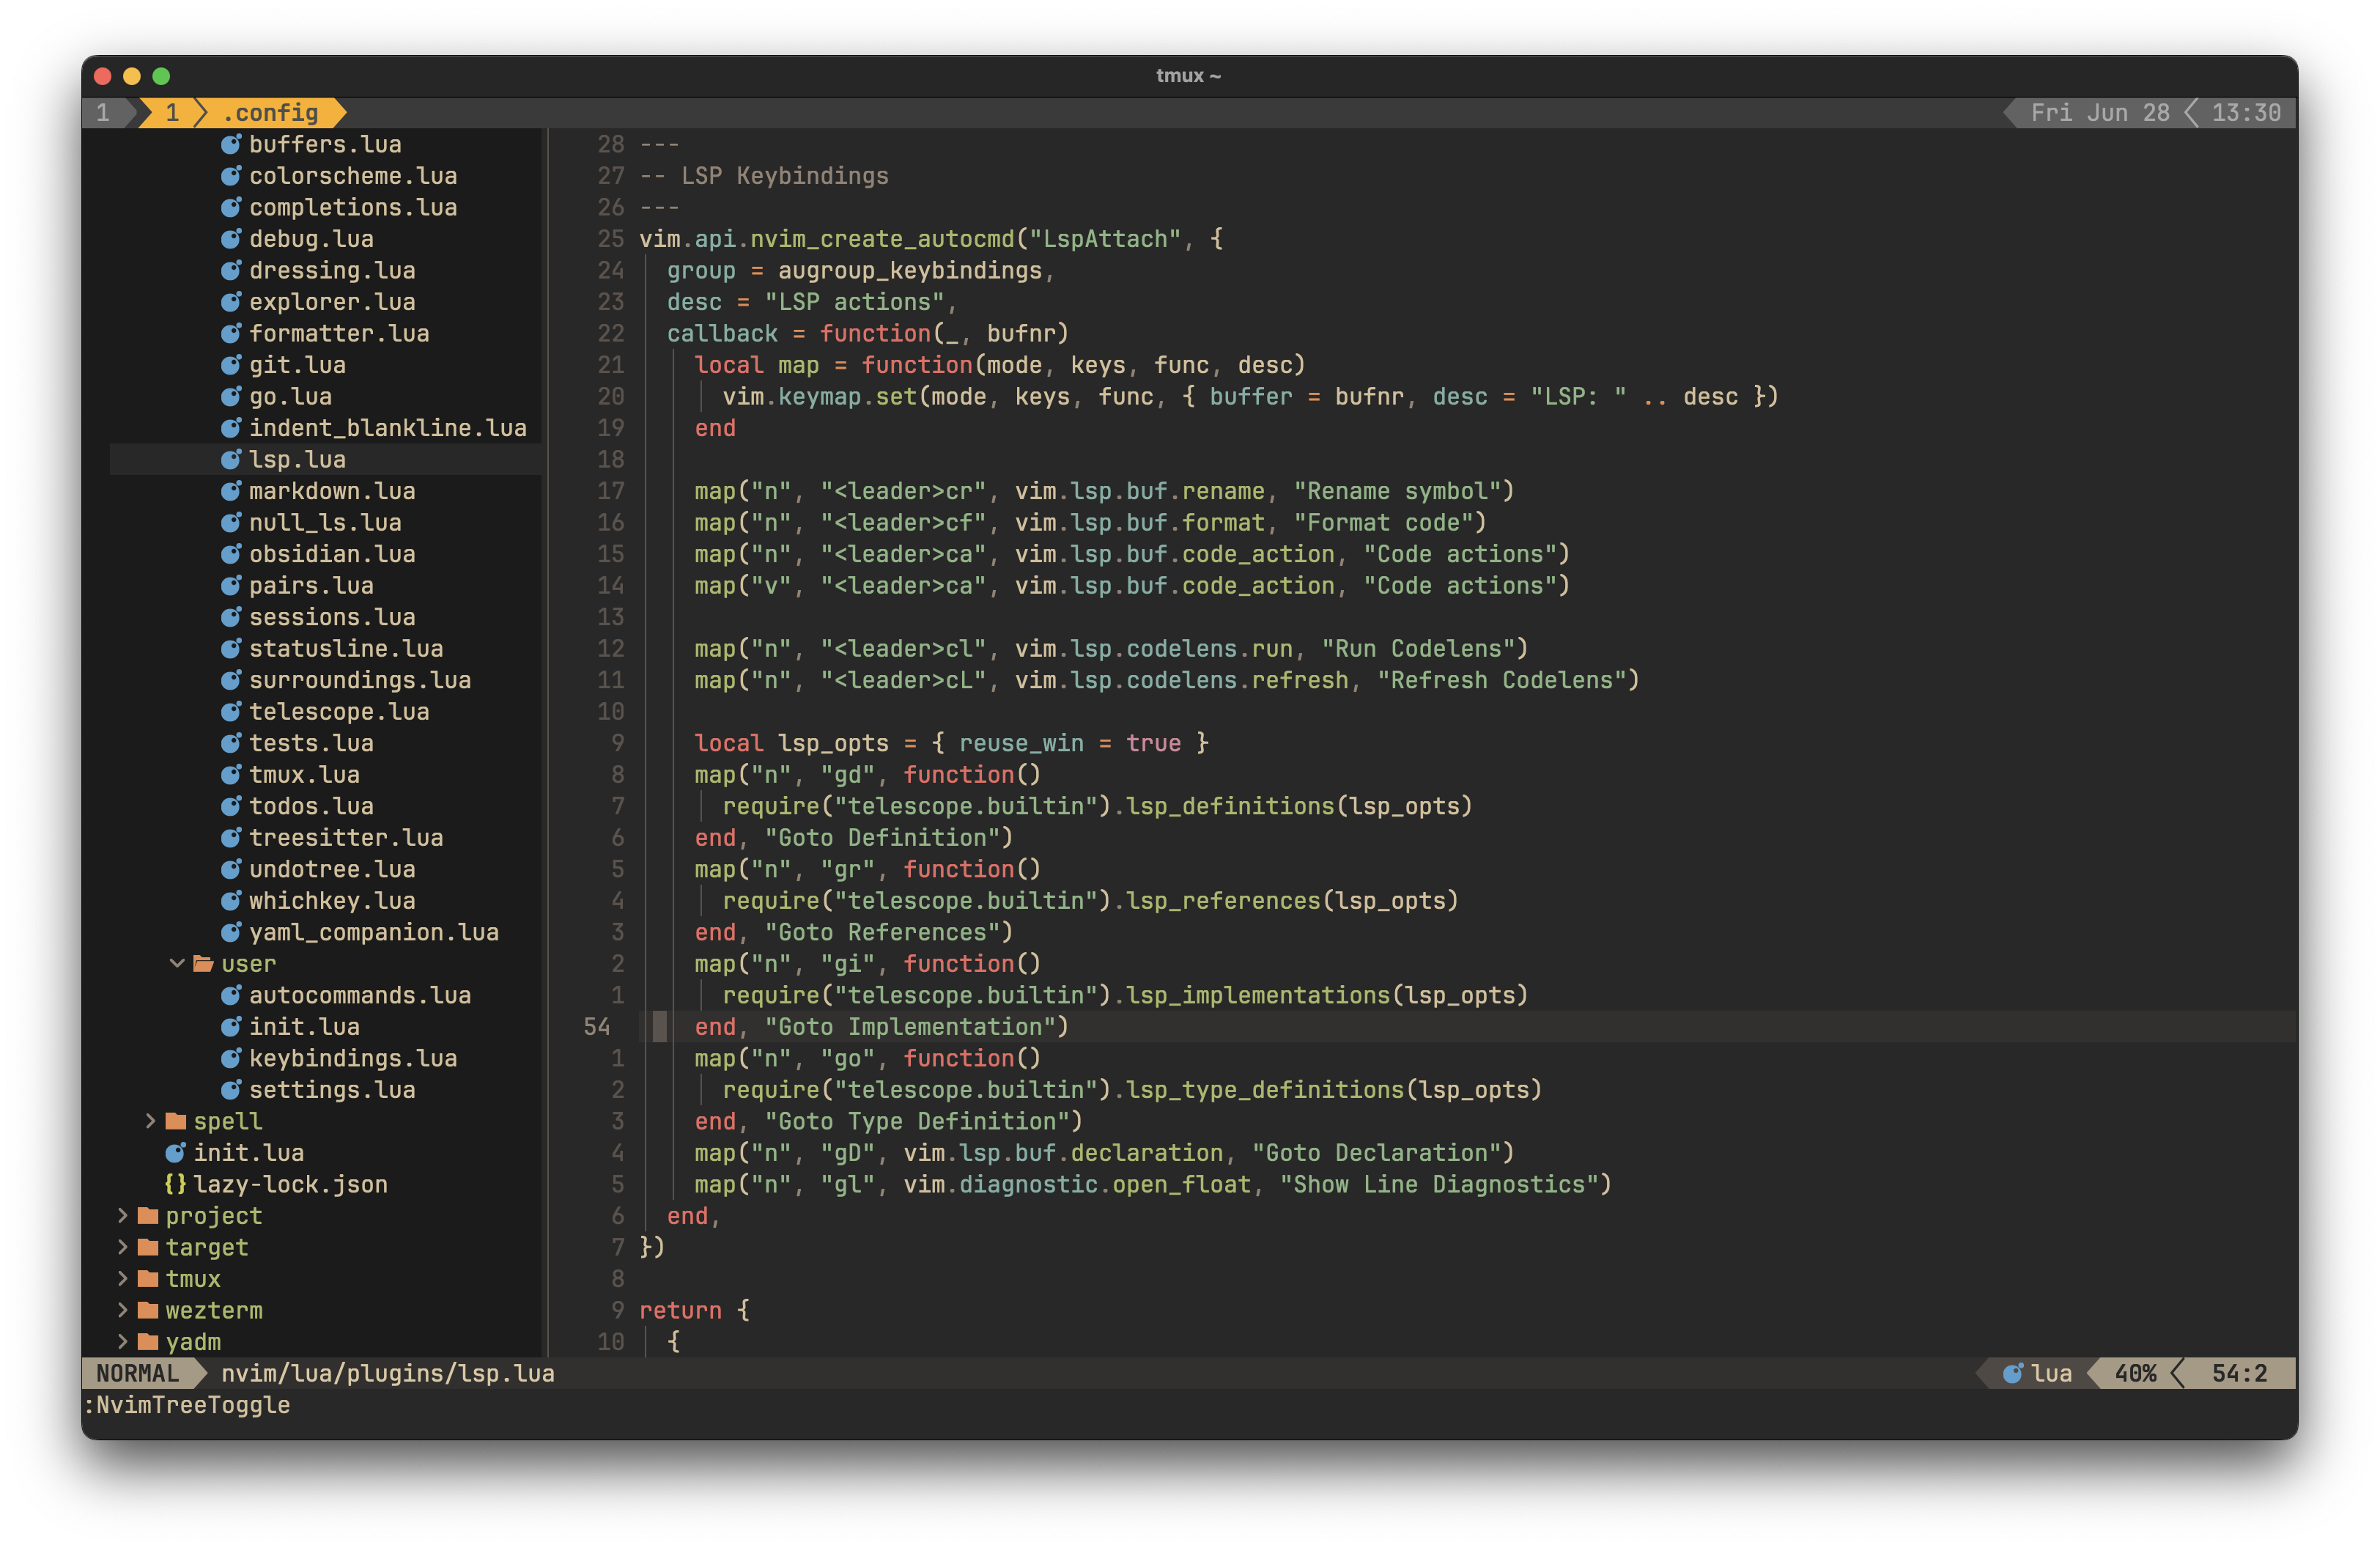 tmux ~
1 1 .config Fri Jun 28 13:30
buffers.lua
colorscheme.lua
completions.lua
debug.lua
dressing.lua
explorer.lua
formatter.lua
git.lua
go.lua
indent_blankline.lua
lsp.lua
markdown.lua
null_ls.lua
obsidian.lua
pairs.lua
sessions.lua
statusline.lua
surroundings.lua
telescope.lua
tests.lua
tmux.lua
todos.lua
treesitter.lua
undotree.lua
whichkey.lua
yaml_companion.lua
user
autocommands.lua
init.lua
keybindings.lua
settings.lua
spell
init.lua
{} lazy-lock.json
project
target
tmux
wezterm
yadm
28 ---
27 -- LSP Keybindings
26 ---
25 vim.api.nvim_create_autocmd("LspAttach", {
24   group = augroup_keybindings,
23   desc = "LSP actions",
22   callback = function(_, bufnr)
21     local map = function(mode, keys, func, desc)
20       vim.keymap.set(mode, keys, func, { buffer = bufnr, desc = "LSP: " .. desc })
19     end
18
17     map("n", "<leader>cr", vim.lsp.buf.rename, "Rename symbol")
16     map("n", "<leader>cf", vim.lsp.buf.format, "Format code")
15     map("n", "<leader>ca", vim.lsp.buf.code_action, "Code actions")
14     map("v", "<leader>ca", vim.lsp.buf.code_action, "Code actions")
13
12     map("n", "<leader>cl", vim.lsp.codelens.run, "Run Codelens")
11     map("n", "<leader>cL", vim.lsp.codelens.refresh, "Refresh Codelens")
10
9     local lsp_opts = { reuse_win = true }
8     map("n", "gd", function()
7       require("telescope.builtin").lsp_definitions(lsp_opts)
6     end, "Goto Definition")
5     map("n", "gr", function()
4       require("telescope.builtin").lsp_references(lsp_opts)
3     end, "Goto References")
2     map("n", "gi", function()
1       require("telescope.builtin").lsp_implementations(lsp_opts)
54     end, "Goto Implementation")
1     map("n", "go", function()
2       require("telescope.builtin").lsp_type_definitions(lsp_opts)
3     end, "Goto Type Definition")
4     map("n", "gD", vim.lsp.buf.declaration, "Goto Declaration")
5     map("n", "gl", vim.diagnostic.open_float, "Show Line Diagnostics")
6   end,
7 })
8
9 return {
10   {
NORMAL nvim/lua/plugins/lsp.lua lua 40% 54:2
:NvimTreeToggle